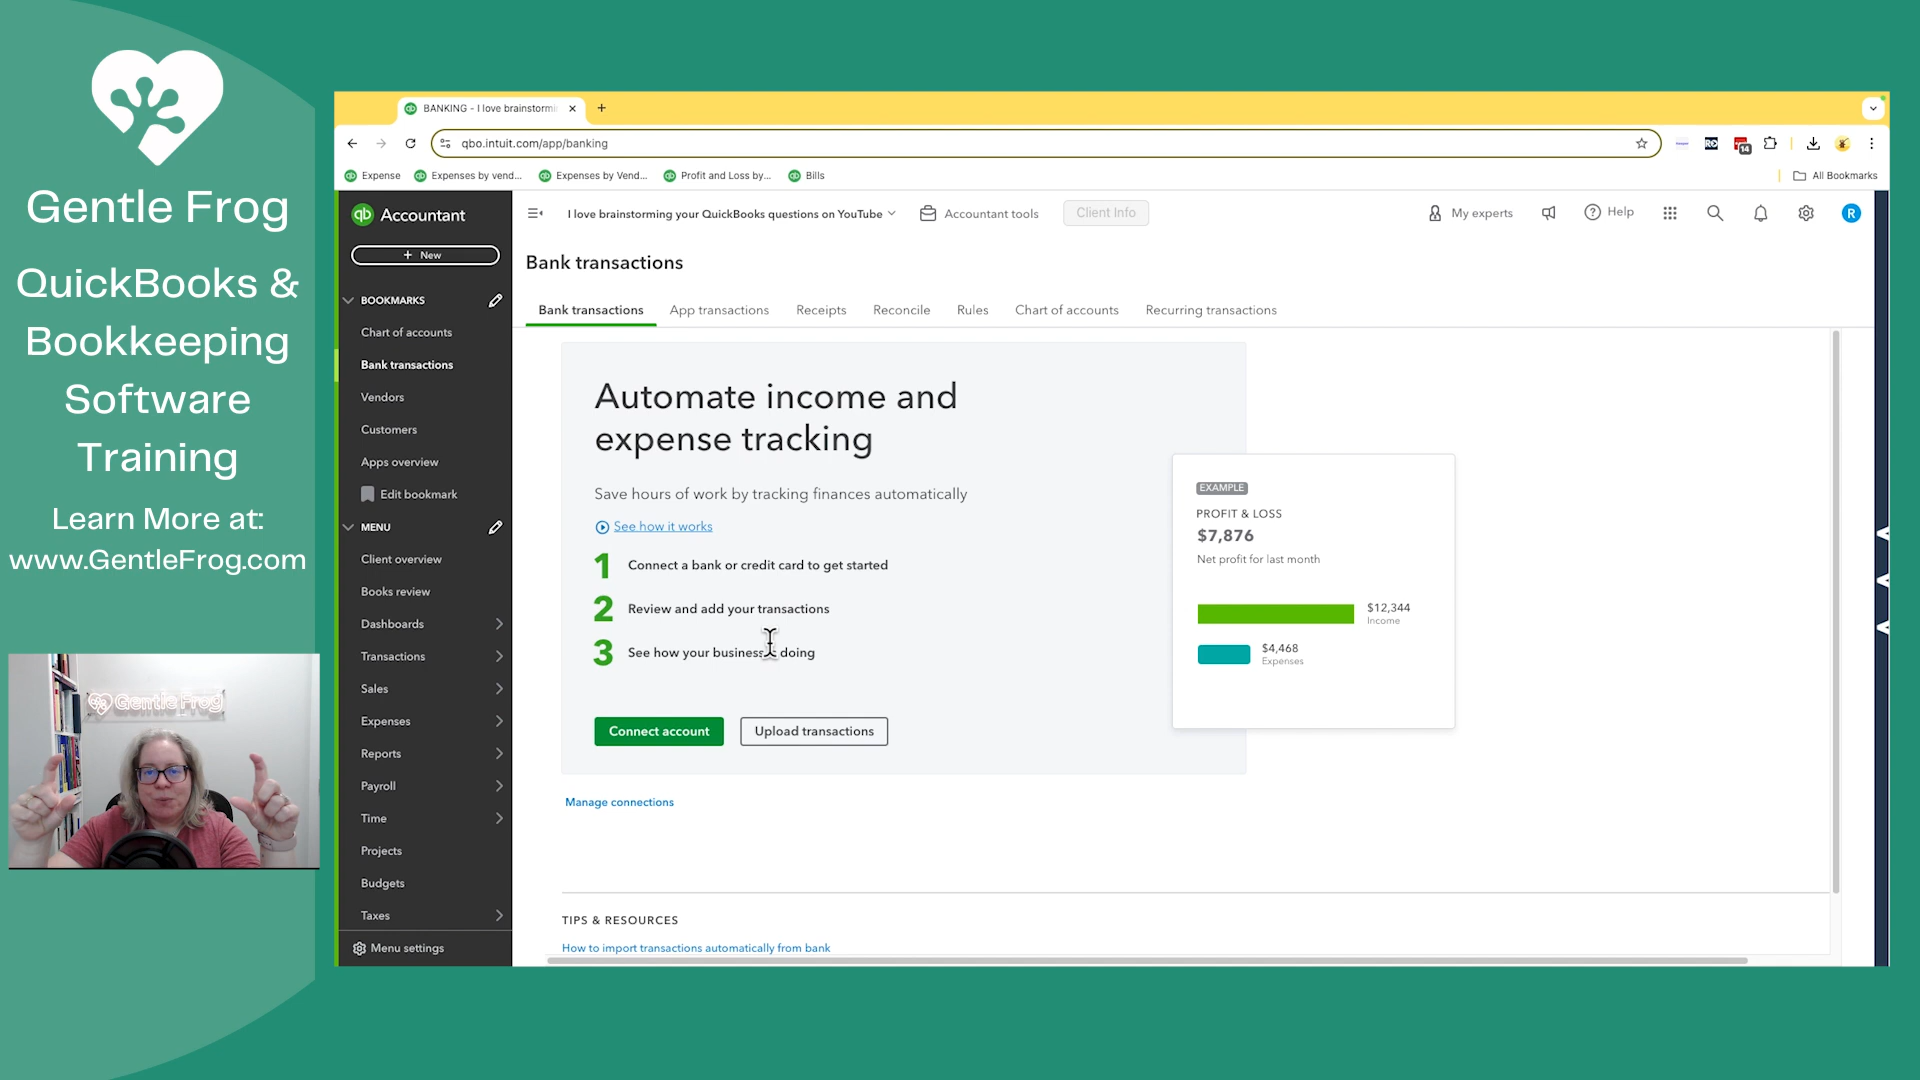 Gentle Frog
QuickBooks &
Bookkeeping
Software
Training
Learn More at:
www.GentleFrog.com
Gentle Frog
BANKING - I love brainstormi
qbo.intuit.com/app/banking
14
Expense
Expenses by vend...
Expenses by Vend...
Profit and Loss by...
Bills
All Bookmarks
qb Accountant
I love brainstorming your QuickBooks questions on YouTube
Accountant tools
Client Info
My experts
Help
R
+ New
BOOKMARKS
Chart of accounts
Bank transactions
Vendors
Customers
Apps overview
Edit bookmark
MENU
Client overview
Books review
Dashboards
Transactions
Sales
Expenses
Reports
Payroll
Time
Projects
Budgets
Taxes
Menu settings
Bank transactions
Bank transactions
App transactions
Receipts
Reconcile
Rules
Chart of accounts
Recurring transactions
Automate income and
expense tracking
Save hours of work by tracking finances automatically
See how it works
1 Connect a bank or credit card to get started
2 Review and add your transactions
3 See how your business doing
Connect account
Upload transactions
Manage connections
EXAMPLE
PROFIT & LOSS
$7,876
Net profit for last month
$12,344
Income
$4,468
Expenses
TIPS & RESOURCES
How to import transactions automatically from bank